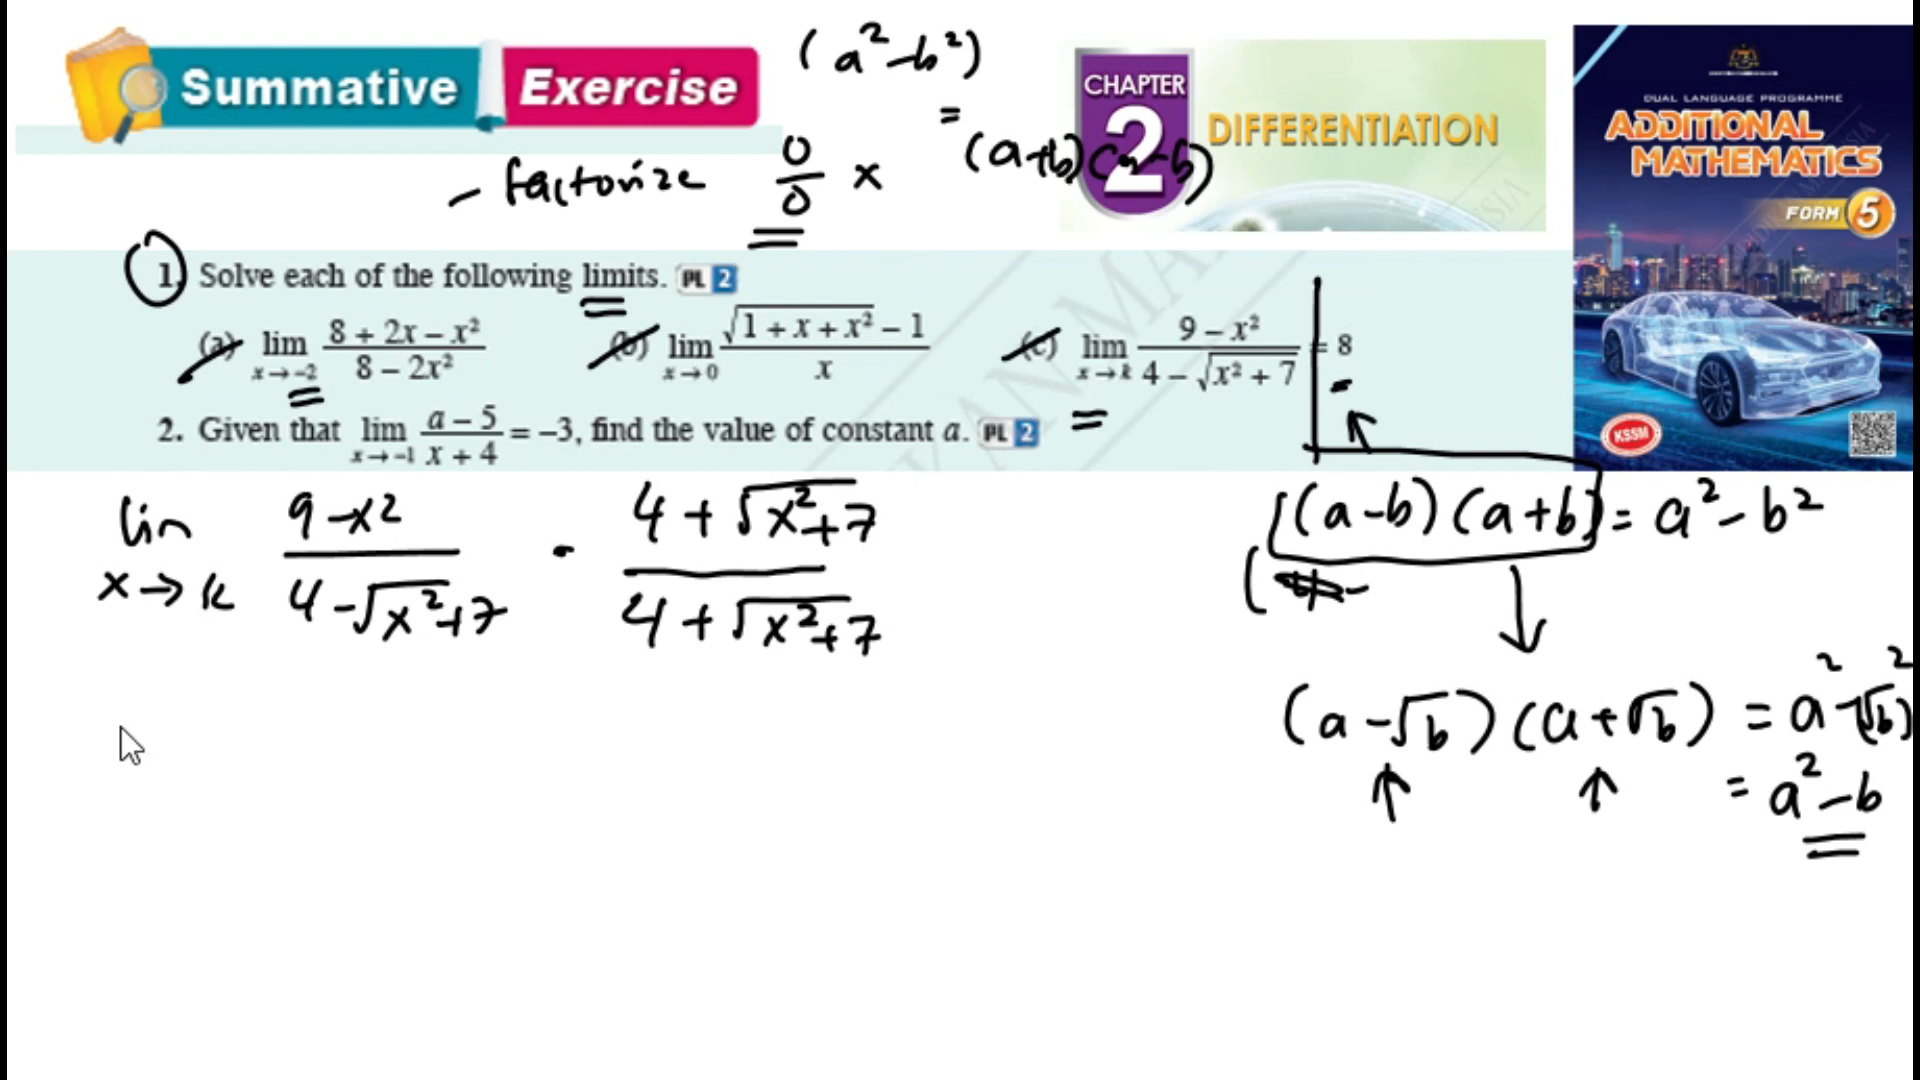 Summative Exercise
(a² - b²)
=
(a+b)(a-b)
- factorize 0/0 x
CHAPTER
2
DIFFERENTIATION
DUAL LANGUAGE PROGRAMME
ADDITIONAL
MATHEMATICS
FORM 5
KSSM
1. Solve each of the following limits. PL 2
(a) lim x→-2 (8 + 2x - x²)/(8 - 2x²) (b) lim x→0 (√(1 + x + x²) - 1)/x (c) lim x→k (9 - x²)/(4 - √(x² + 7)) = 8
2. Given that lim x→-1 (a - 5)/(x + 4) = -3, find the value of constant a. PL 2
lim x→k (9-x²)/(4-√(x²+7)) · (4+√(x²+7))/(4+√(x²+7))
(a-b)(a+b) = a² - b²
(a-√b)(a+√b) = a² - (√b)²
= a² - b